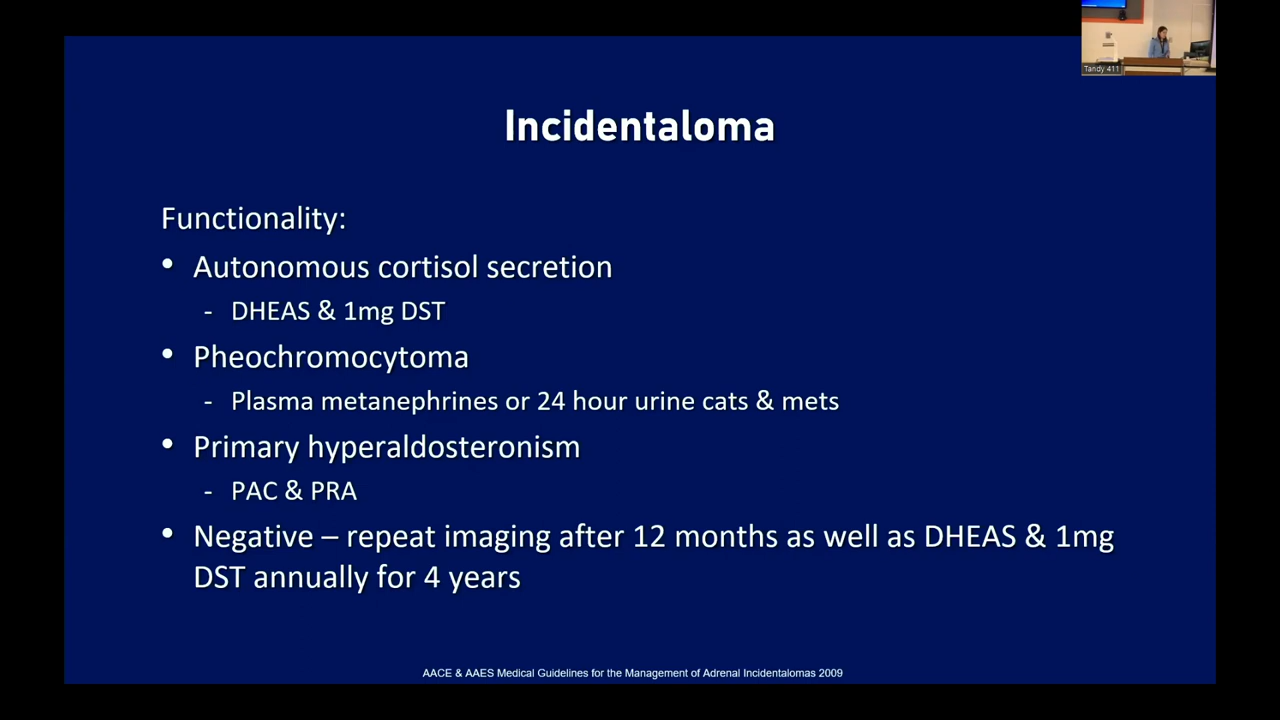 Tandy 411
Incidentaloma
Functionality:
• Autonomous cortisol secretion
- DHEAS & 1mg DST
• Pheochromocytoma
- Plasma metanephrines or 24 hour urine cats & mets
• Primary hyperaldosteronism
- PAC & PRA
• Negative – repeat imaging after 12 months as well as DHEAS & 1mg
DST annually for 4 years
AACE & AAES Medical Guidelines for the Management of Adrenal Incidentalomas 2009